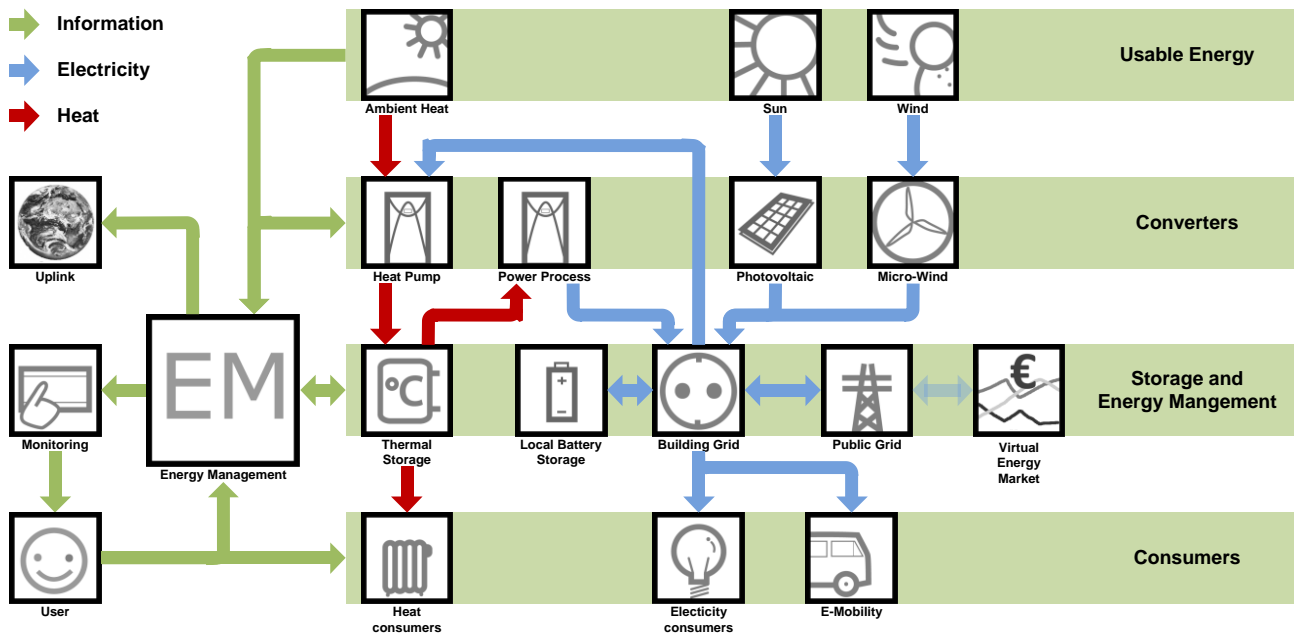 Information
Electricity
Heat
Usable Energy
Ambient Heat
Sun
Wind
Converters
Uplink
Heat Pump
Power Process
Photovoltaic
Micro-Wind
EM
°C
+
-
€
Storage and
Energy Mangement
Monitoring
Energy Management
Thermal
Storage
Local Battery
Storage
Building Grid
Public Grid
Virtual
Energy
Market
Consumers
User
Heat
consumers
Electicity
consumers
E-Mobility